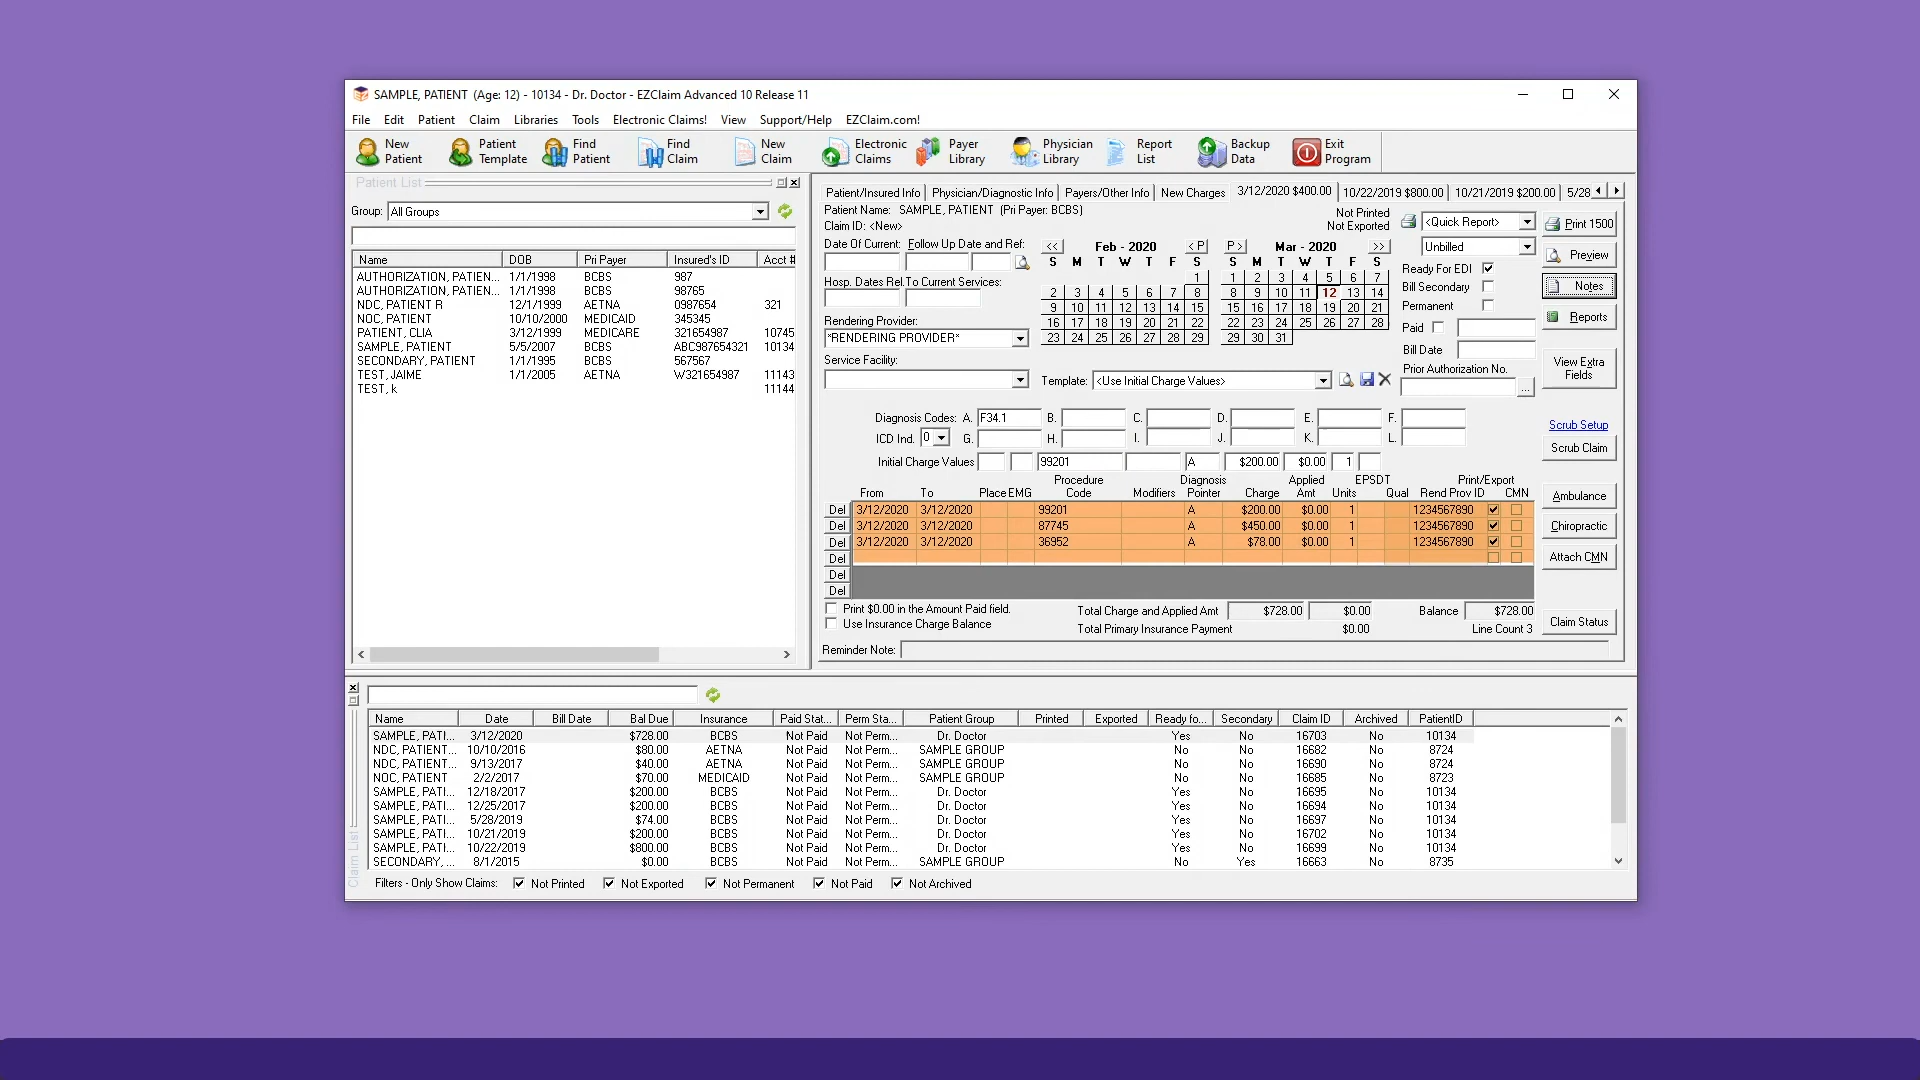 SAMPLE, PATIENT (Age: 12) - 10134 - Dr. Doctor - EZClaim Advanced 10 Release 11
File Edit Patient Claim Libraries Tools Electronic Claims! View Support/Help EZClaim.com!
New Patient Patient Template Find Patient Find Claim New Claim Electronic Claims Payer Library Physician Library Report List Backup Data Exit Program
Patient List
Group: All Groups
Name DOB Pri Payer Insured's ID Acct #
AUTHORIZATION, PATIEN... 1/1/1998 BCBS 987
AUTHORIZATION, PATIEN... 1/1/1998 BCBS 98765
NDC, PATIENT R 12/1/1999 AETNA 0987654 321
NOC, PATIENT 10/10/2000 MEDICAID 345345
PATIENT, CLIA 3/12/1999 MEDICARE 321654987 10745
SAMPLE, PATIENT 5/5/2007 BCBS ABC987654321 10134
SECONDARY, PATIENT 1/1/1995 BCBS 567567
TEST, JAIME 1/1/2005 AETNA W321654987 11143
TEST, k 11144
Patient/Insured Info Physician/Diagnostic Info Payers/Other Info New Charges 3/12/2020 $400.00 10/22/2019 $800.00 10/21/2019 $200.00 5/28
Patient Name: SAMPLE, PATIENT (Pri Payer: BCBS)
Claim ID: <New>
Not Printed
Not Exported
<Quick Report> Print 1500
Unbilled Preview
Date Of Current: Follow Up Date and Ref:
Hosp. Dates Rel.To Current Services:
Rendering Provider:
*RENDERING PROVIDER*
Service Facility:
<< Feb - 2020 < P
S M T W T F S
1
2 3 4 5 6 7 8
9 10 11 12 13 14 15
16 17 18 19 20 21 22
23 24 25 26 27 28 29
P > Mar - 2020 >>
S M T W T F S
1 2 3 4 5 6 7
8 9 10 11 12 13 14
15 16 17 18 19 20 21
22 23 24 25 26 27 28
29 30 31
Ready For EDI
Bill Secondary Notes
Permanent
Paid Reports
Bill Date
Prior Authorization No.
...
View Extra Fields
Template: <Use Initial Charge Values>
Diagnosis Codes: A. F34.1 B. C. D. E. F.
ICD Ind. 0 G. H. I. J. K. L.
Scrub Setup
Scrub Claim
Initial Charge Values 99201 A $200.00 $0.00 1
From To Place EMG Procedure Code Modifiers Diagnosis Pointer Charge Applied Amt Units EPSDT Qual Rend Prov ID Print/Export CMN
Del 3/12/2020 3/12/2020 99201 A $200.00 $0.00 1 1234567890
Del 3/12/2020 3/12/2020 87745 A $450.00 $0.00 1 1234567890
Del 3/12/2020 3/12/2020 36952 A $78.00 $0.00 1 1234567890
Del
Del
Del
Ambulance
Chiropractic
Attach CMN
Claim Status
Print $0.00 in the Amount Paid field. Total Charge and Applied Amt $728.00 $0.00 Balance $728.00
Use Insurance Charge Balance Total Primary Insurance Payment $0.00 Line Count 3
Reminder Note:
Claim List
Name Date Bill Date Bal Due Insurance Paid Stat... Perm Sta... Patient Group Printed Exported Ready fo... Secondary Claim ID Archived PatientID
SAMPLE, PATI... 3/12/2020 $728.00 BCBS Not Paid Not Perm... Dr. Doctor Yes No 16703 No 10134
NDC, PATIENT... 10/10/2016 $80.00 AETNA Not Paid Not Perm... SAMPLE GROUP No No 16682 No 8724
NDC, PATIENT... 9/13/2017 $40.00 AETNA Not Paid Not Perm... SAMPLE GROUP No No 16690 No 8724
NOC, PATIENT 2/2/2017 $70.00 MEDICAID Not Paid Not Perm... SAMPLE GROUP No No 16685 No 8723
SAMPLE, PATI... 12/18/2017 $200.00 BCBS Not Paid Not Perm... Dr. Doctor Yes No 16695 No 10134
SAMPLE, PATI... 12/25/2017 $200.00 BCBS Not Paid Not Perm... Dr. Doctor Yes No 16694 No 10134
SAMPLE, PATI... 5/28/2019 $74.00 BCBS Not Paid Not Perm... Dr. Doctor Yes No 16697 No 10134
SAMPLE, PATI... 10/21/2019 $200.00 BCBS Not Paid Not Perm... Dr. Doctor Yes No 16702 No 10134
SAMPLE, PATI... 10/22/2019 $800.00 BCBS Not Paid Not Perm... Dr. Doctor Yes No 16699 No 10134
SECONDARY, ... 8/1/2015 $0.00 BCBS Not Paid Not Perm... SAMPLE GROUP No Yes 16663 No 8735
Filters - Only Show Claims: Not Printed Not Exported Not Permanent Not Paid Not Archived